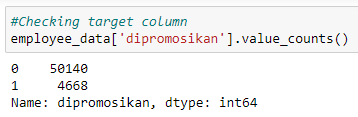 #Checking target column
employee_data['dipromosikan'].value_counts()
0    50140
1     4668
Name: dipromosikan, dtype: int64